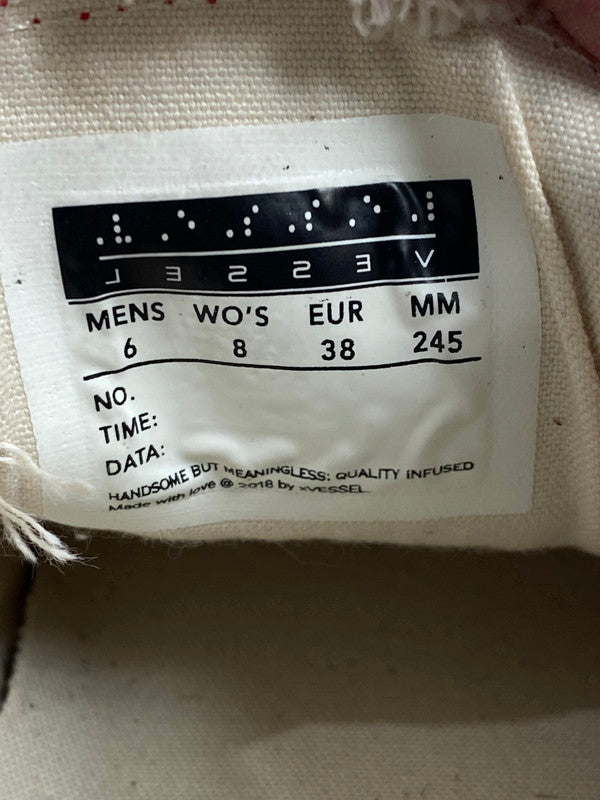 VESSEL
MENS WO'S EUR MM
6 8 38 245
NO.
TIME:
DATA:
HANDSOME BUT MEANINGLESS: QUALITY INFUSED
Made with love @ 2018 by xVESSEL